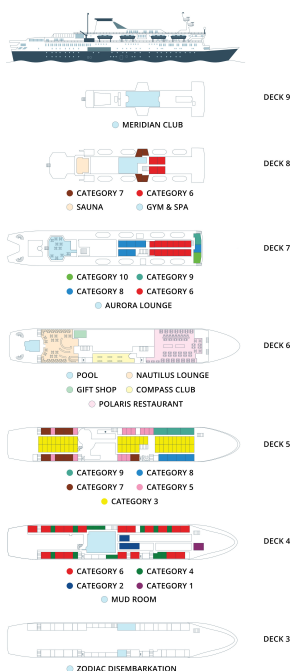 DECK 9
MERIDIAN CLUB
DECK 8
CATEGORY 7 CATEGORY 6
SAUNA GYM & SPA
DECK 7
CATEGORY 10 CATEGORY 9
CATEGORY 8 CATEGORY 6
AURORA LOUNGE
DECK 6
POOL NAUTILUS LOUNGE
GIFT SHOP COMPASS CLUB
POLARIS RESTAURANT
DECK 5
CATEGORY 9 CATEGORY 8
CATEGORY 7 CATEGORY 5
CATEGORY 3
DECK 4
CATEGORY 6 CATEGORY 4
CATEGORY 2 CATEGORY 1
MUD ROOM
DECK 3
ZODIAC DISEMBARKATION